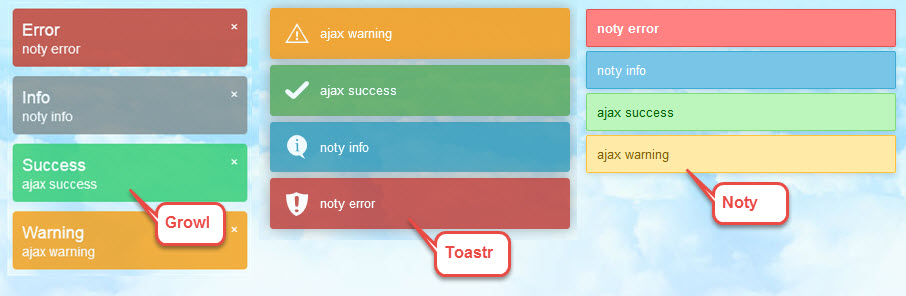 Error
noty error
×
Info
noty info
×
Success
ajax success
×
Warning
ajax warning
×
Growl
ajax warning
ajax success
noty info
noty error
Toastr
noty error
noty info
ajax success
ajax warning
Noty